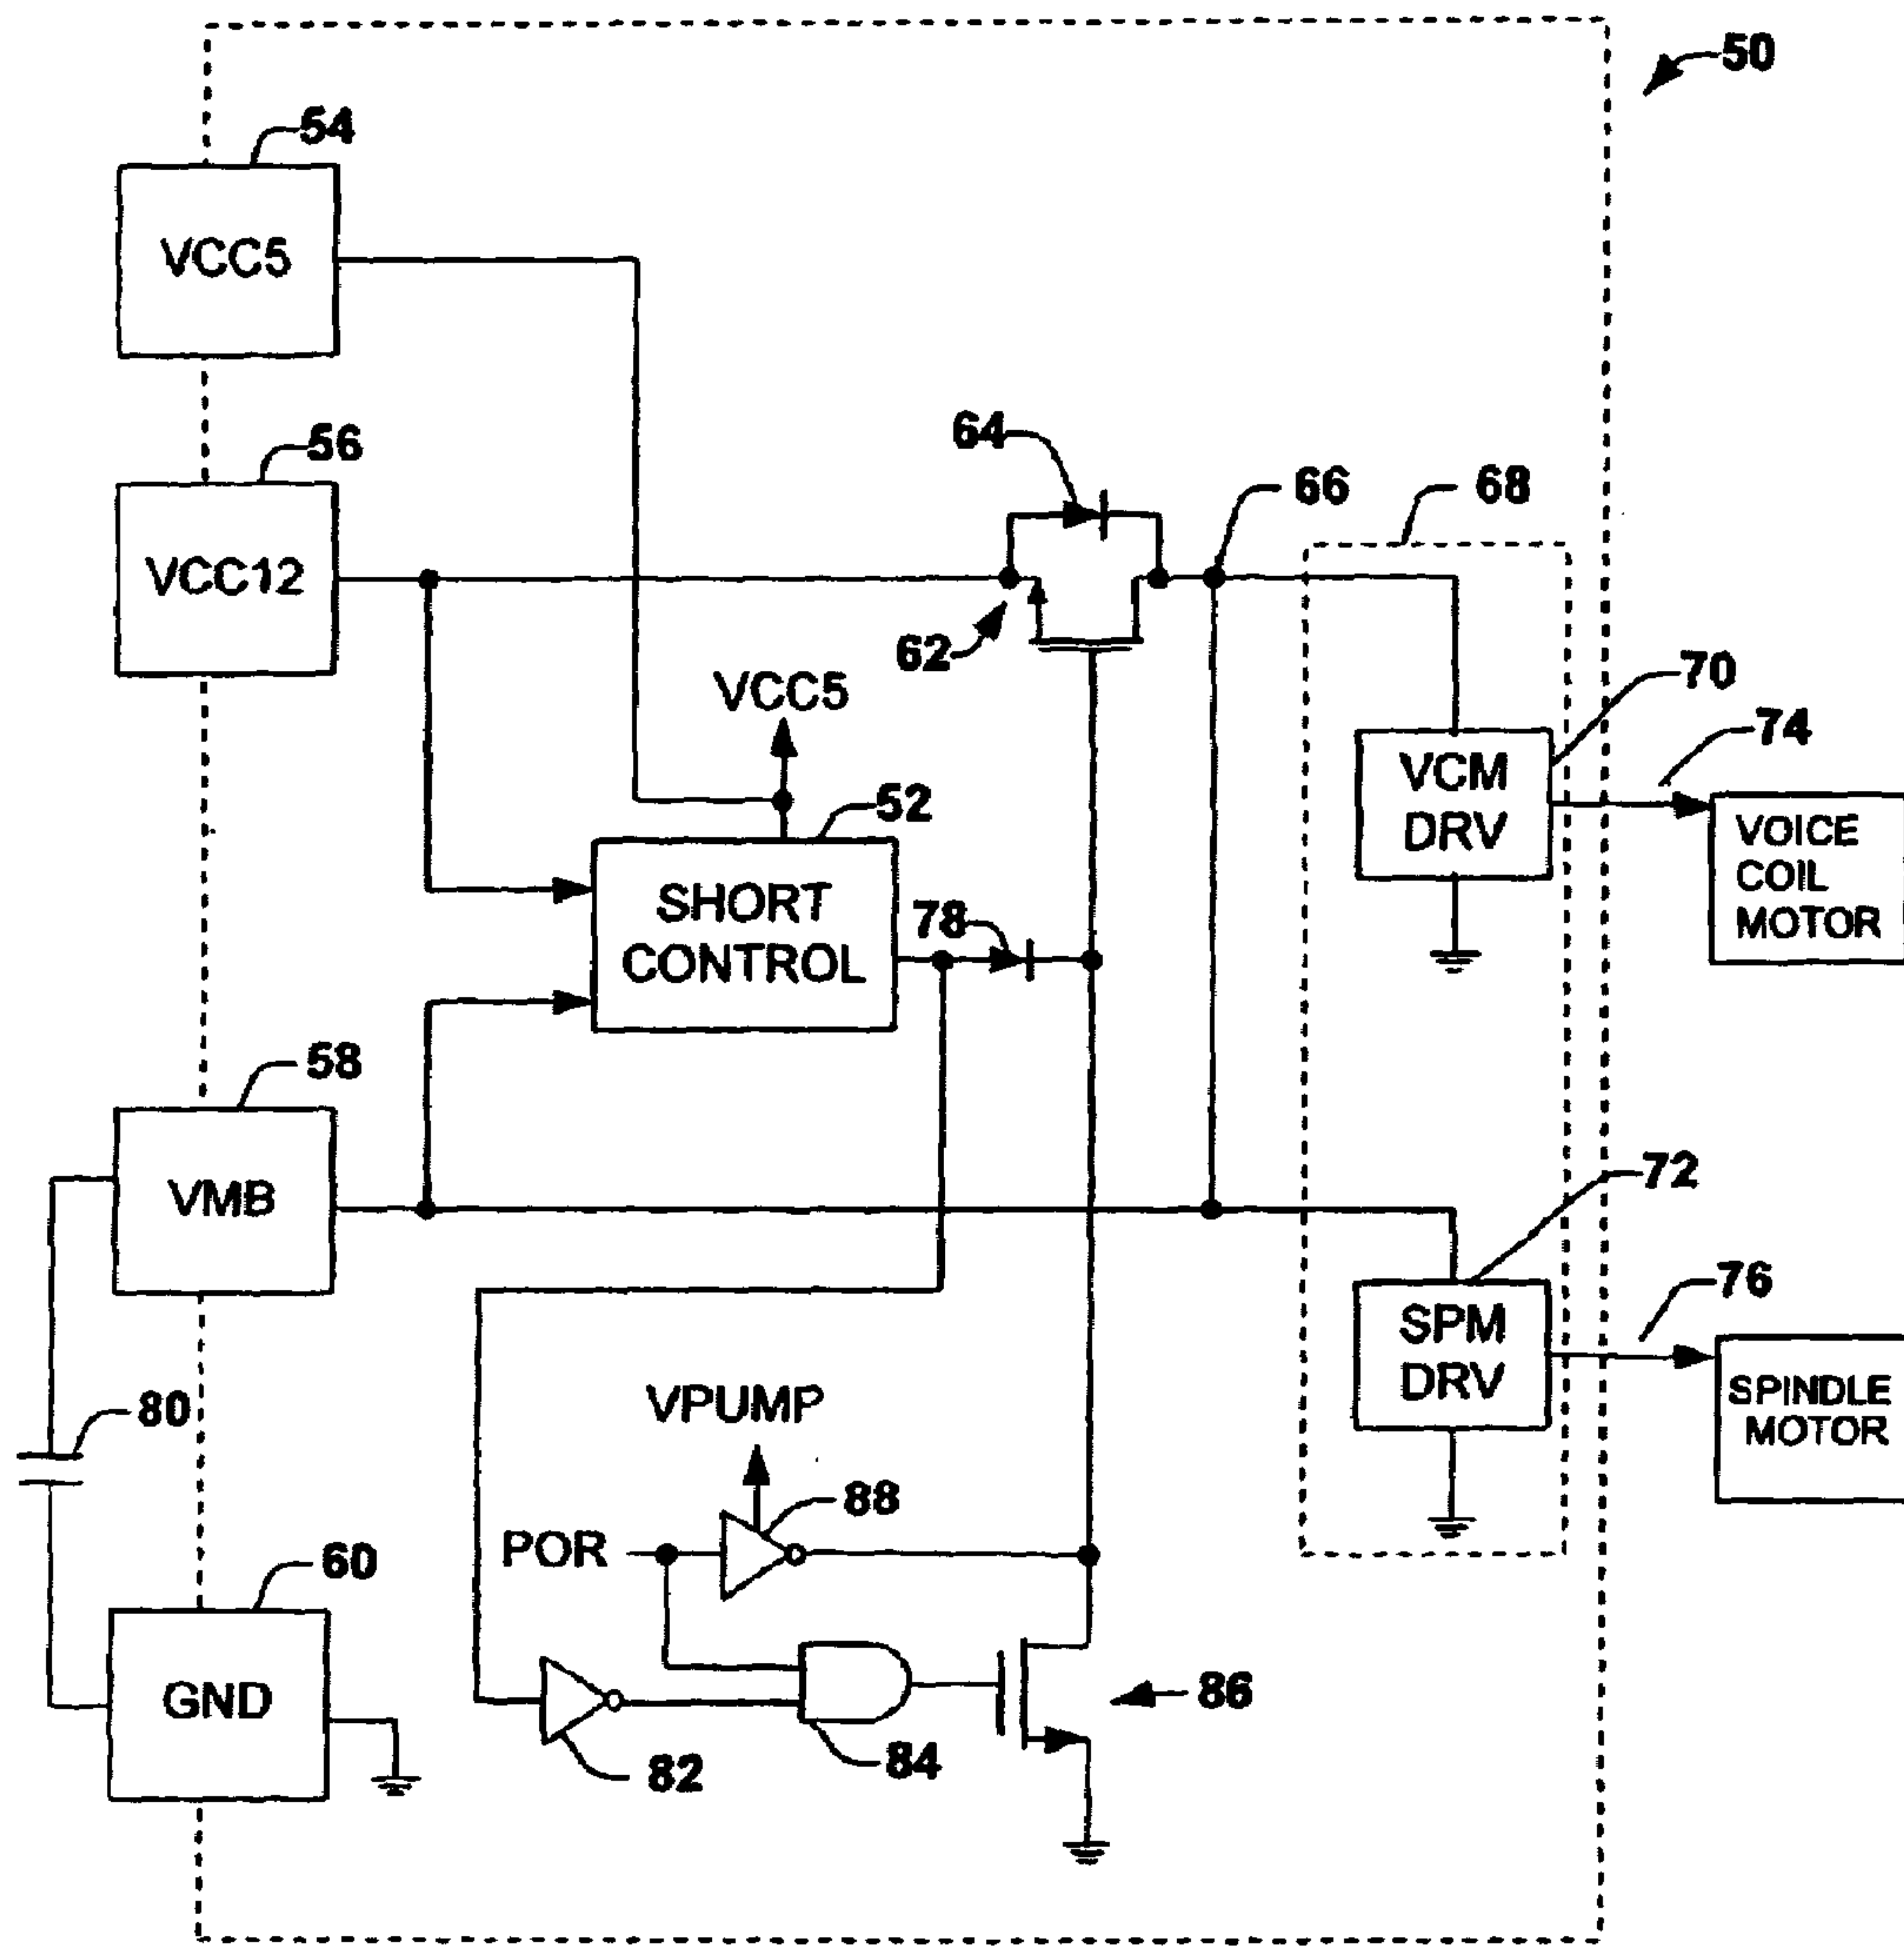 50
54
VCC5
56
VCC12
64
66
68
62
VCC5
70
74
VCM
DRV
VOICE
COIL
MOTOR
52
SHORT
CONTROL
78
58
VMB
72
76
SPM
DRV
SPINDLE
MOTOR
80
VPUMP
88
POR
60
GND
86
82
84